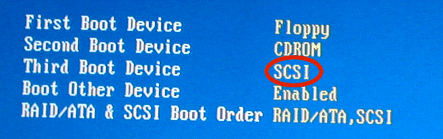 First Boot Device Floppy
Second Boot Device CDROM
Third Boot Device SCSI
Boot Other Device Enabled
RAID/ATA & SCSI Boot Order RAID/ATA,SCSI